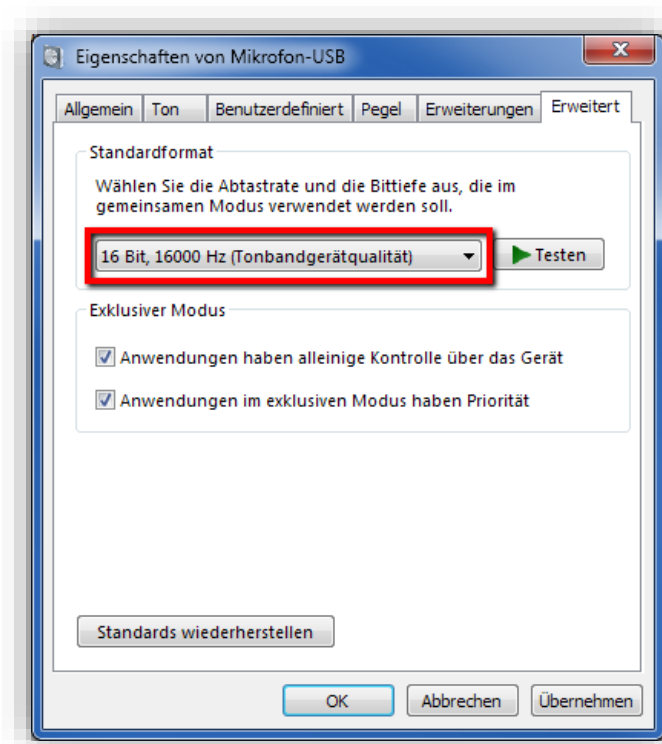 Eigenschaften von Mikrofon-USB
Allgemein Ton Benutzerdefiniert Pegel Erweiterungen Erweitert
Standardformat
Wählen Sie die Abtastrate und die Bittiefe aus, die im
gemeinsamen Modus verwendet werden soll.
16 Bit, 16000 Hz (Tonbandgerätqualität) Testen
Exklusiver Modus
Anwendungen haben alleinige Kontrolle über das Gerät
Anwendungen im exklusiven Modus haben Priorität
Standards wiederherstellen
OK Abbrechen Übernehmen